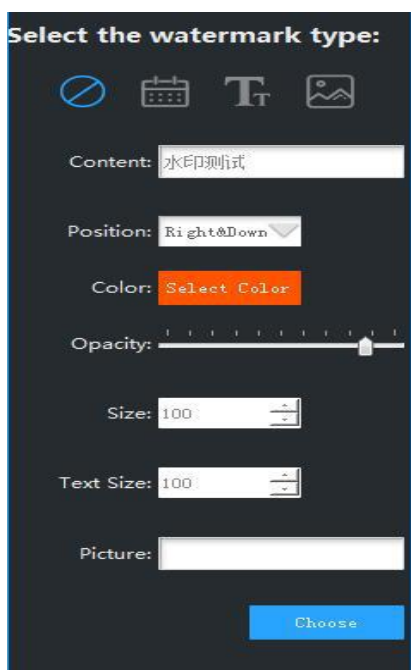 Select the watermark type:
Content: 水印测试
Position: Right&Down
Color: Select Color
Opacity:
Size: 100
Text Size: 100
Picture:
Choose